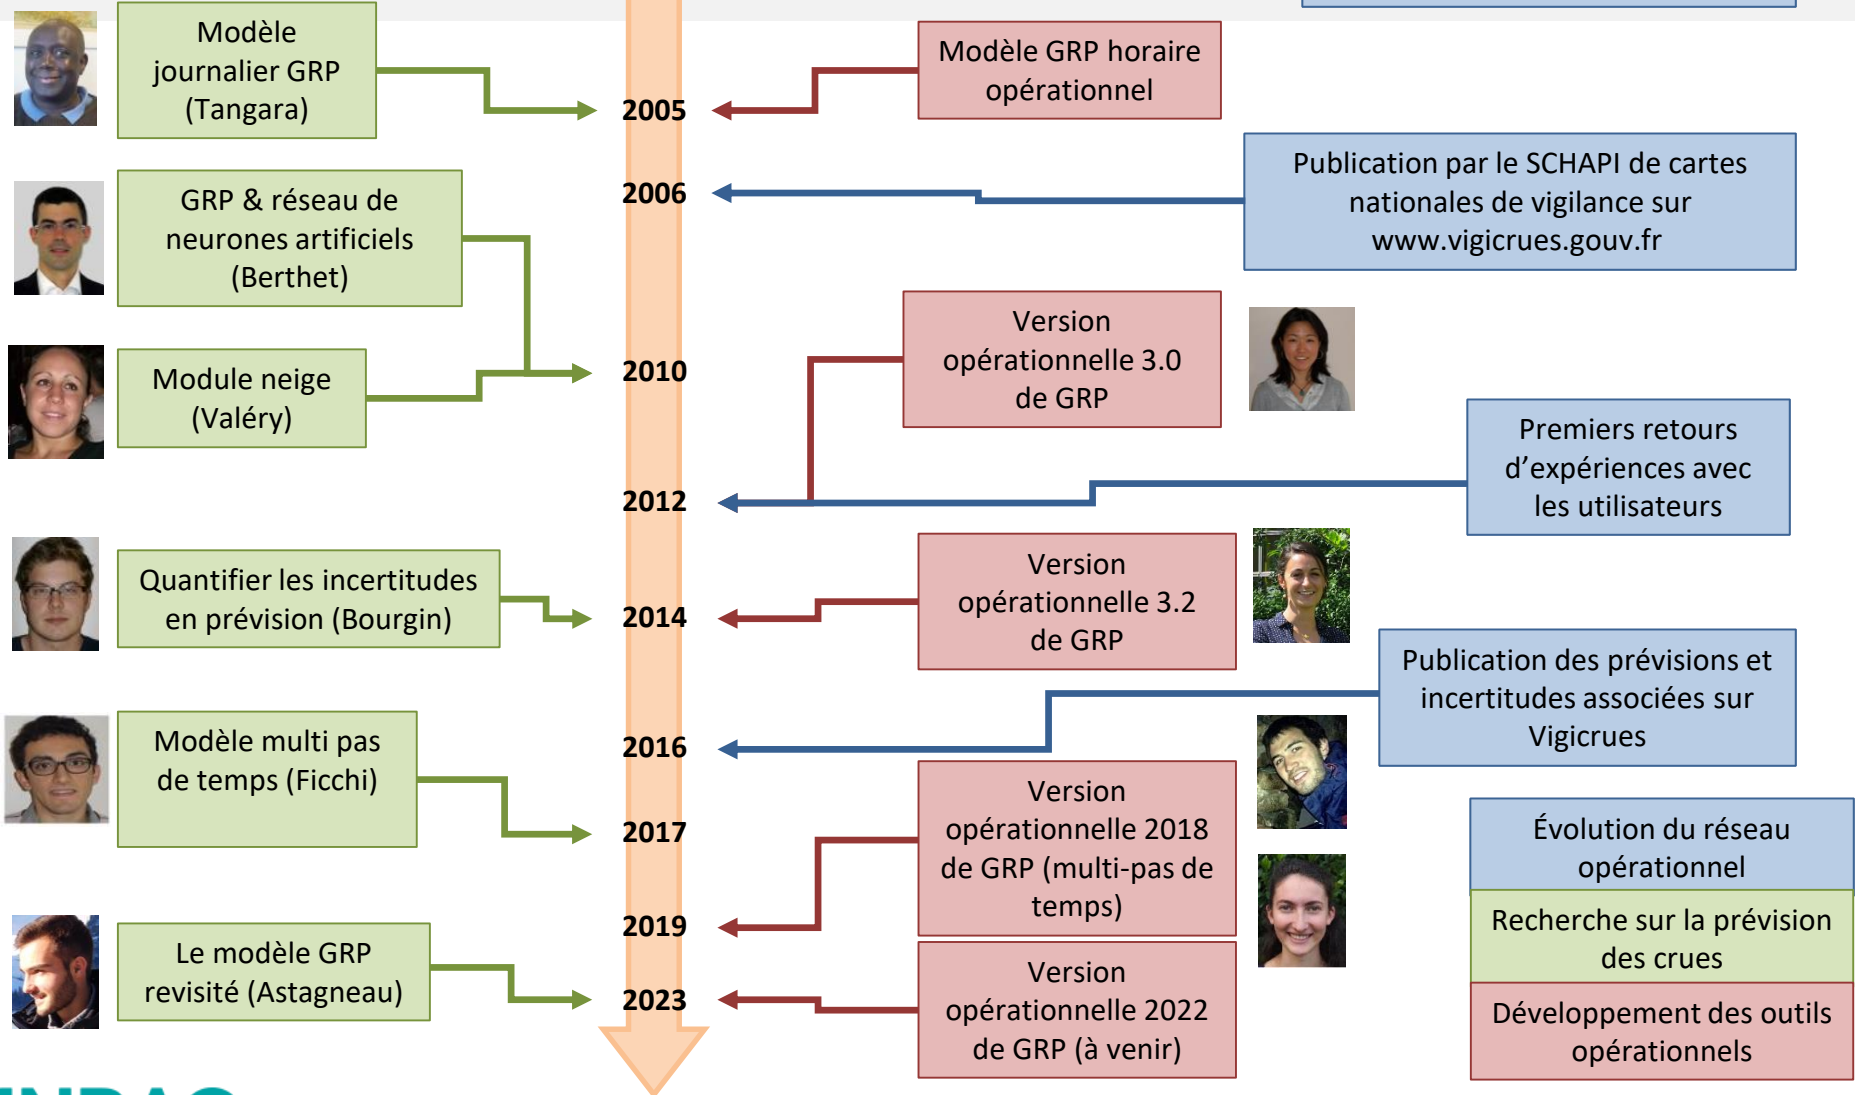 Modèle
journalier GRP
(Tangara)
Modèle GRP horaire
opérationnel
2005
GRP & réseau de
neurones artificiels
(Berthet)
2006
Publication par le SCHAPI de cartes
nationales de vigilance sur
www.vigicrues.gouv.fr
Module neige
(Valéry)
2010
Version
opérationnelle 3.0
de GRP
Premiers retours
d’expériences avec
les utilisateurs
2012
Quantifier les incertitudes
en prévision (Bourgin)
2014
Version
opérationnelle 3.2
de GRP
Publication des prévisions et
incertitudes associées sur
Vigicrues
2016
Modèle multi pas
de temps (Ficchi)
2017
Version
opérationnelle 2018
de GRP (multi-pas de
temps)
2019
Le modèle GRP
revisité (Astagneau)
2023
Version
opérationnelle 2022
de GRP (à venir)
Évolution du réseau
opérationnel
Recherche sur la prévision
des crues
Développement des outils
opérationnels